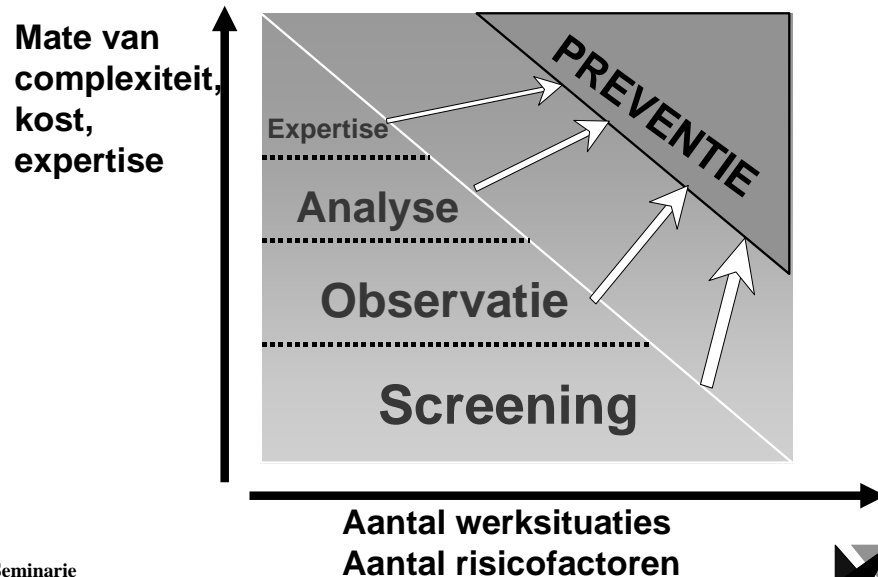 Mate van
complexiteit,
kost,
expertise
PREVENTIE
Expertise
Analyse
Observatie
Screening
Aantal werksituaties
Aantal risicofactoren